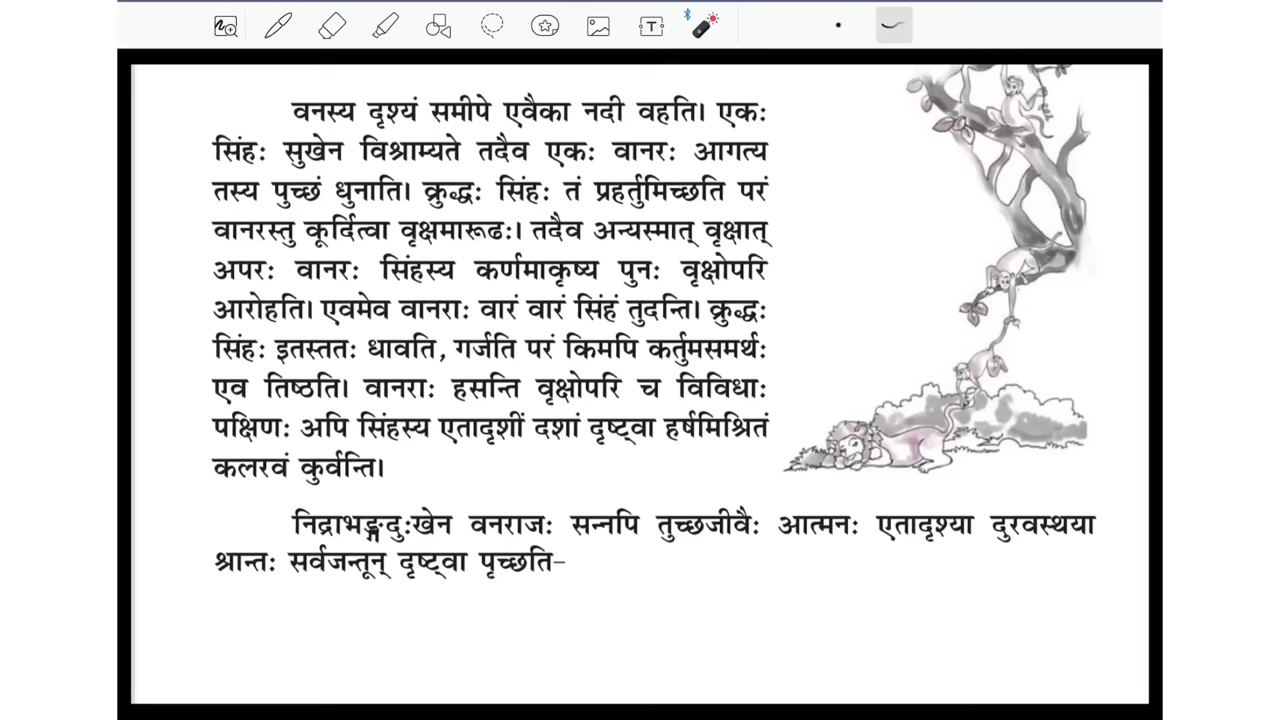 वनस्य दृश्यं समीपे एवैका नदी वहति। एकः
सिंहः सुखेन विश्राम्यते तदैव एकः वानरः आगत्य
तस्य पुच्छं धुनाति। क्रुद्धः सिंहः तं प्रहर्तुमिच्छति परं
वानरस्तु कूर्दित्वा वृक्षमारूढः। तदैव अन्यस्मात् वृक्षात्
अपरः वानरः सिंहस्य कर्णमाकृष्य पुनः वृक्षोपरि
आरोहति। एवमेव वानराः वारं वारं सिंहं तुदन्ति। क्रुद्धः
सिंहः इतस्ततः धावति, गर्जति परं किमपि कर्तुमसमर्थः
एव तिष्ठति। वानराः हसन्ति वृक्षोपरि च विविधाः
पक्षिणः अपि सिंहस्य एतादृशीं दशां दृष्ट्वा हर्षमिश्रितं
कलरवं कुर्वन्ति।
निद्राभङ्गदुःखेन वनराजः सन्नपि तुच्छजीवैः आत्मनः एतादृश्या दुरवस्थया
श्रान्तः सर्वजन्तून् दृष्ट्वा पृच्छति-